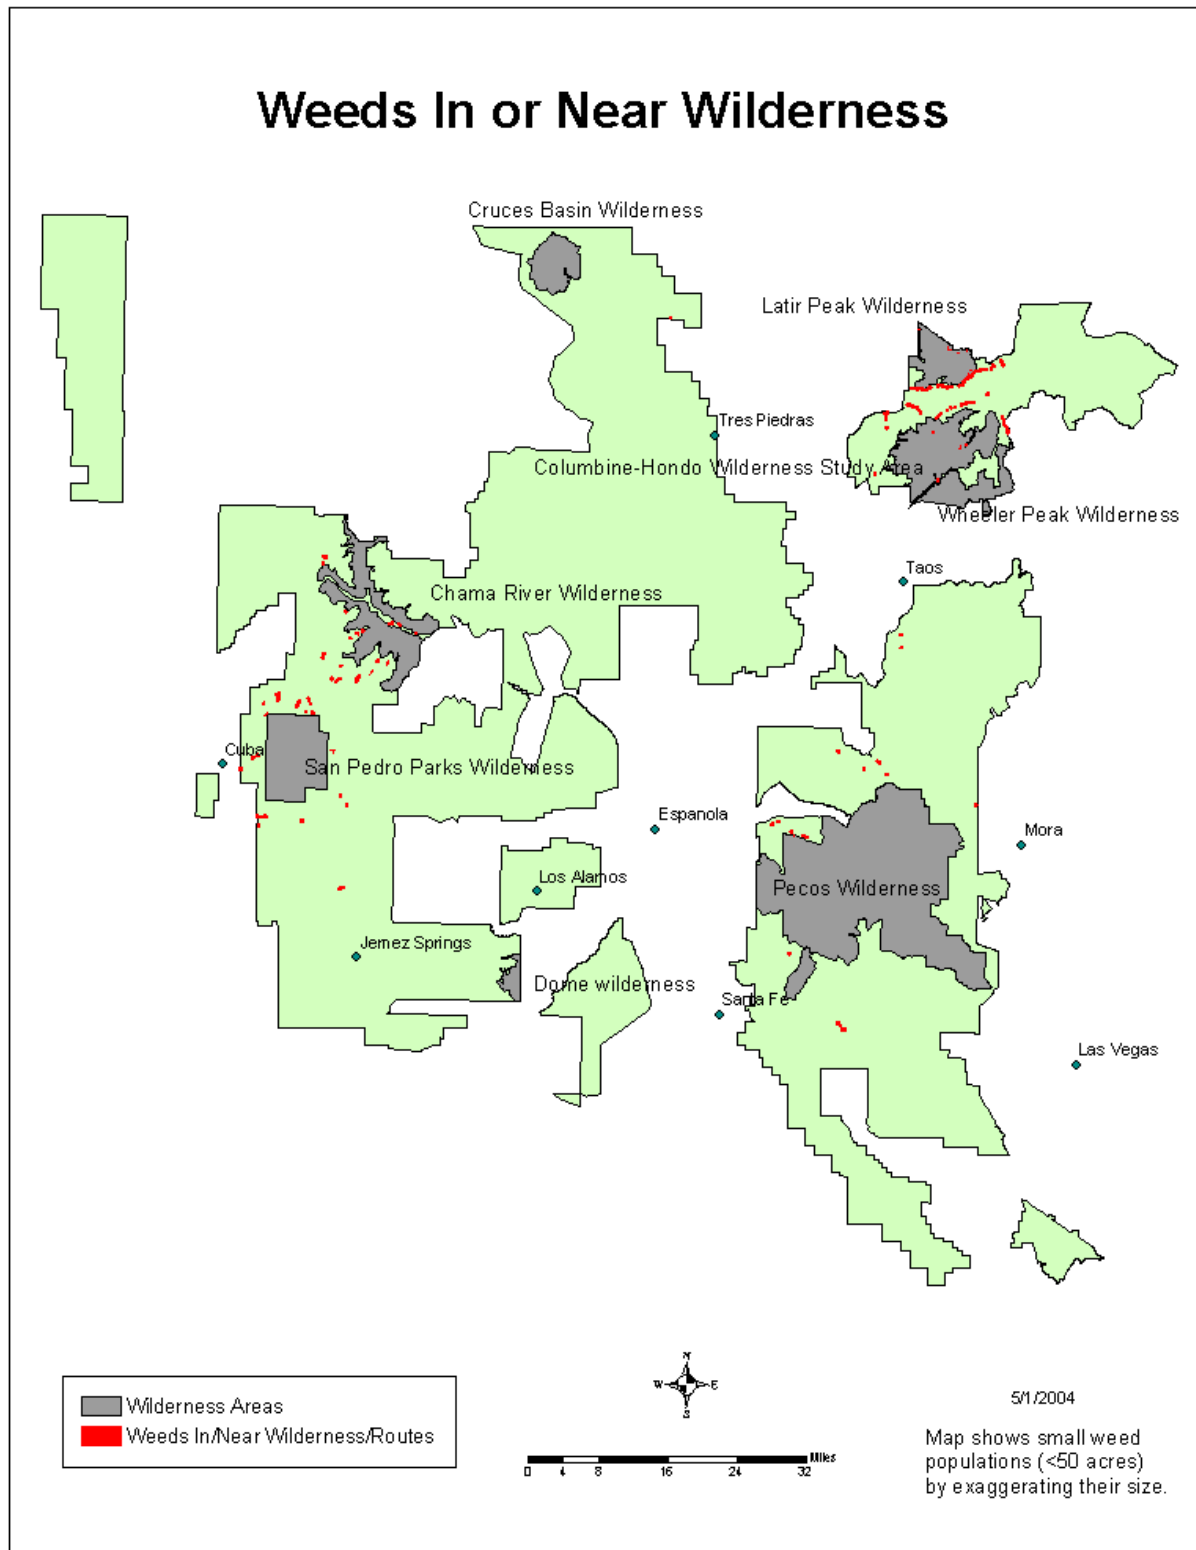 Weeds In or Near Wilderness
Cruces Basin Wilderness
Latir Peak Wilderness
Tres Piedras
Columbine-Hondo Wilderness Study Area
Wheeler Peak Wilderness
Taos
Chama River Wilderness
Cuba
San Pedro Parks Wilderness
Espanola
Mora
Los Alamos
Pecos Wilderness
Jemez Springs
Dome wilderness
Santa Fe
Las Vegas
N
W E
S
Wilderness Areas
Weeds In/Near Wilderness/Routes
0 4 8 16 24 32 Miles
5/1/2004
Map shows small weed
populations (<50 acres)
by exaggerating their size.